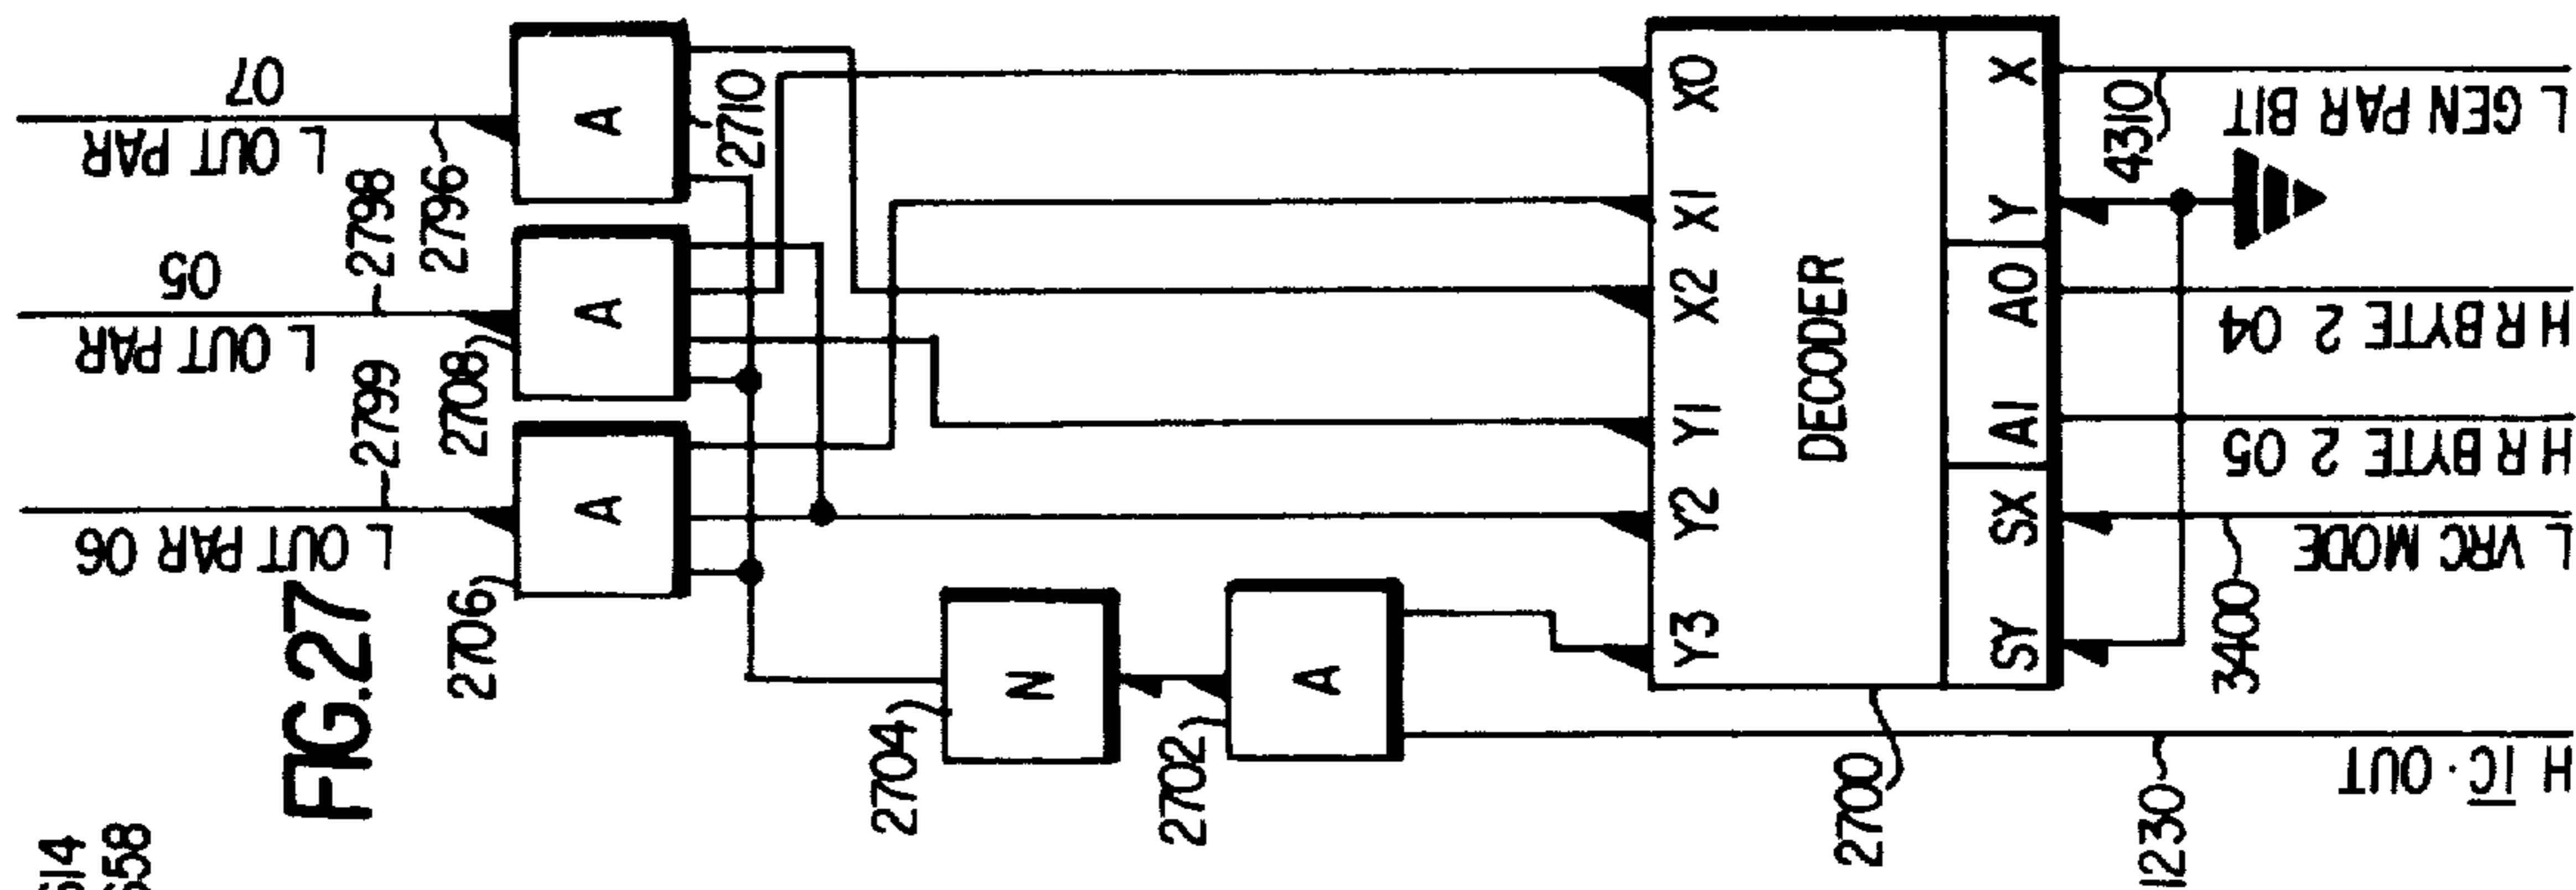 FIG.27
L OUT PAR
07
L OUT PAR
05
L OUT PAR 06
2796
2798
2799
A
2710
A
2708
A
2706
N
2704
A
2702
X0
X1
X2
Y1
Y2
Y3
DECODER
2700
X
Y
A0
A1
SX
SY
4310
L GEN PAR BIT
H R BYTE 2 04
H R BYTE 2 05
L VRC MODE
3400
H I̅C̅ · OUT
1230
658